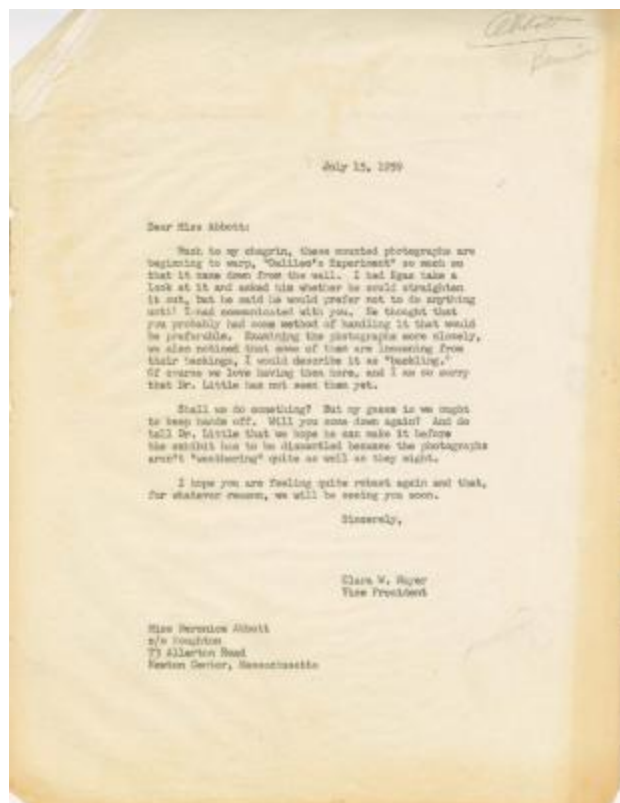 Abbott
July 15, 1959
Dear Miss Abbott:
Much to my chagrin, these mounted photographs are
beginning to warp, "Galileo's Experiment" so much so
that it came down from the wall. I had Egas take a
look at it and asked him whether he could straighten
it out, but he said he would prefer not to do anything
until I had communicated with you. He thought that
you probably had some method of handling it that would
be preferable. Examining the photographs more closely,
we also noticed that some of them are loosening from
their backings, I would describe it as "buckling."
Of course we love having them here, and I am so sorry
that Dr. Little has not seen them yet.
Shall we do something? But my guess is we ought
to keep hands off. Will you come down again? And do
tell Dr. Little that we hope he can make it before
the exhibit has to be dismantled because the photographs
aren't "weathering" quite as well as they might.
I hope you are feeling quite robust again and that,
for whatever reason, we will be seeing you soon.
Sincerely,
Clara W. Mayer
Vice President
Miss Berenice Abbott
c/o Houghton
73 Allerton Road
Newton Center, Massachusetts